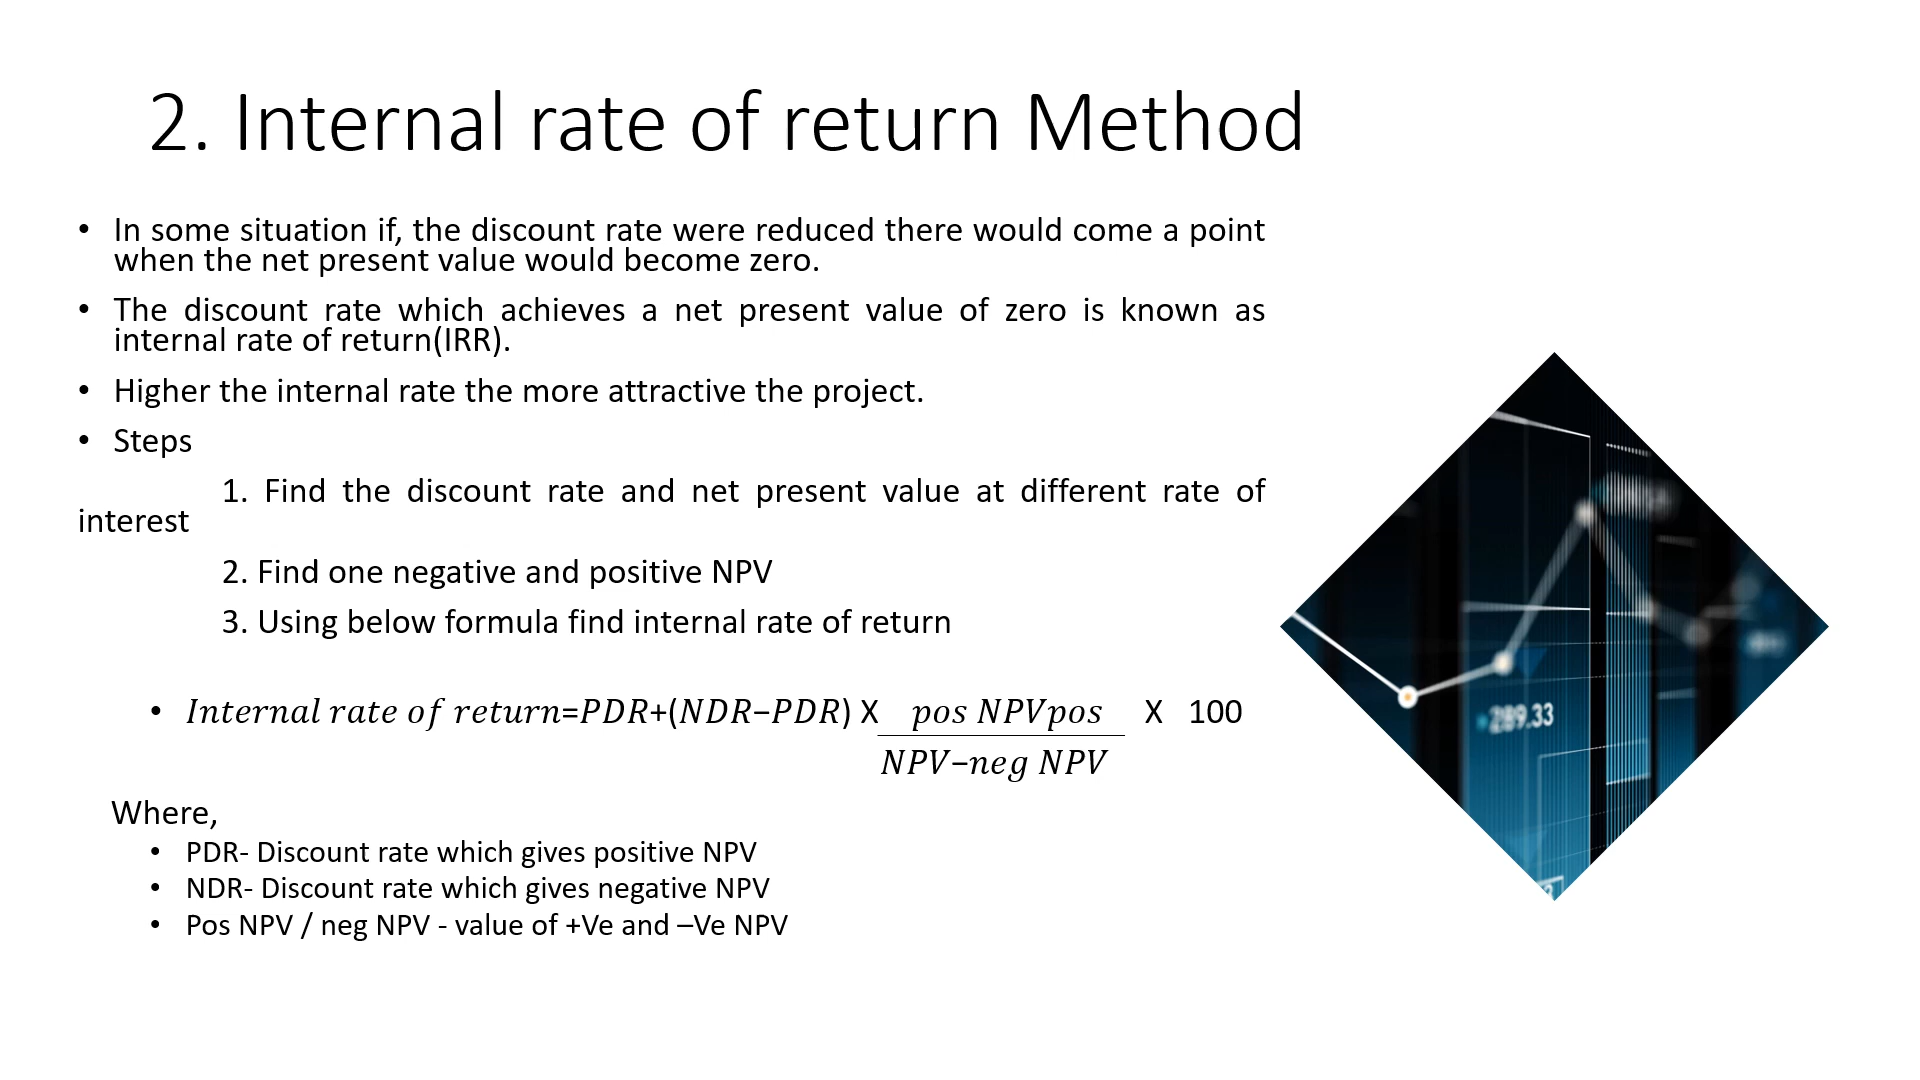 2. Internal rate of return Method
• In some situation if, the discount rate were reduced there would come a point
when the net present value would become zero.
• The discount rate which achieves a net present value of zero is known as
internal rate of return(IRR).
• Higher the internal rate the more attractive the project.
• Steps
1. Find the discount rate and net present value at different rate of
interest
2. Find one negative and positive NPV
3. Using below formula find internal rate of return
• Internal rate of return=PDR+(NDR−PDR) X pos NPVpos X 100
NPV−neg NPV
Where,
• PDR- Discount rate which gives positive NPV
• NDR- Discount rate which gives negative NPV
• Pos NPV / neg NPV - value of +Ve and –Ve NPV
289.33